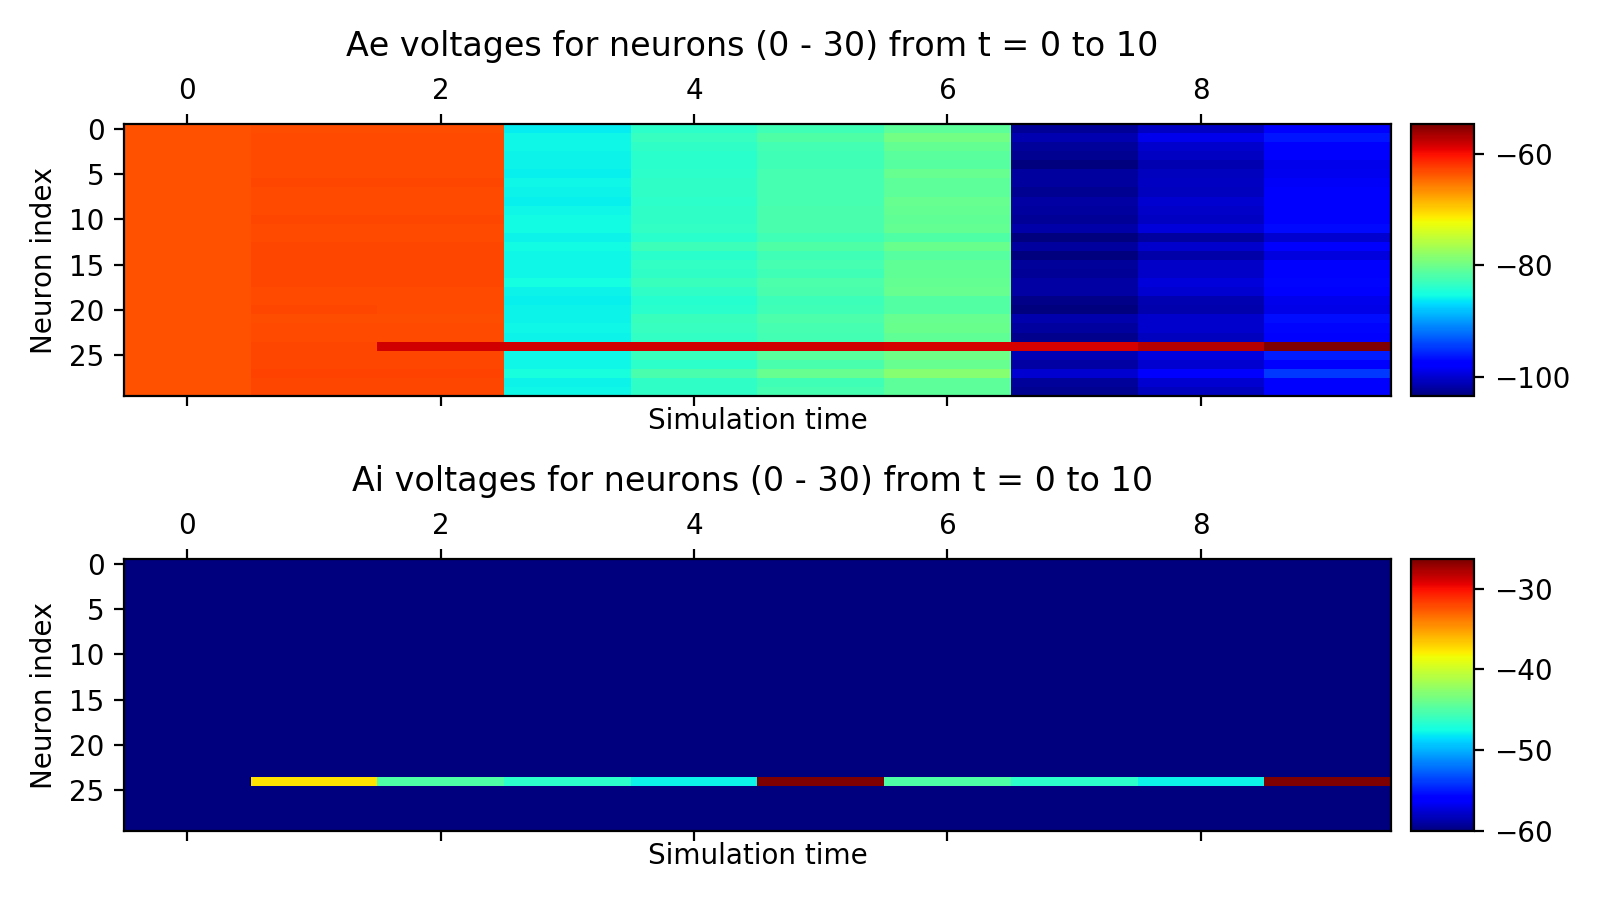 Ae voltages for neurons (0 - 30) from t = 0 to 10
0 2 4 6 8
Neuron index
0
5
10
15
20
25
−60
−80
−100
Simulation time
Ai voltages for neurons (0 - 30) from t = 0 to 10
0 2 4 6 8
Neuron index
0
5
10
15
20
25
−30
−40
−50
−60
Simulation time